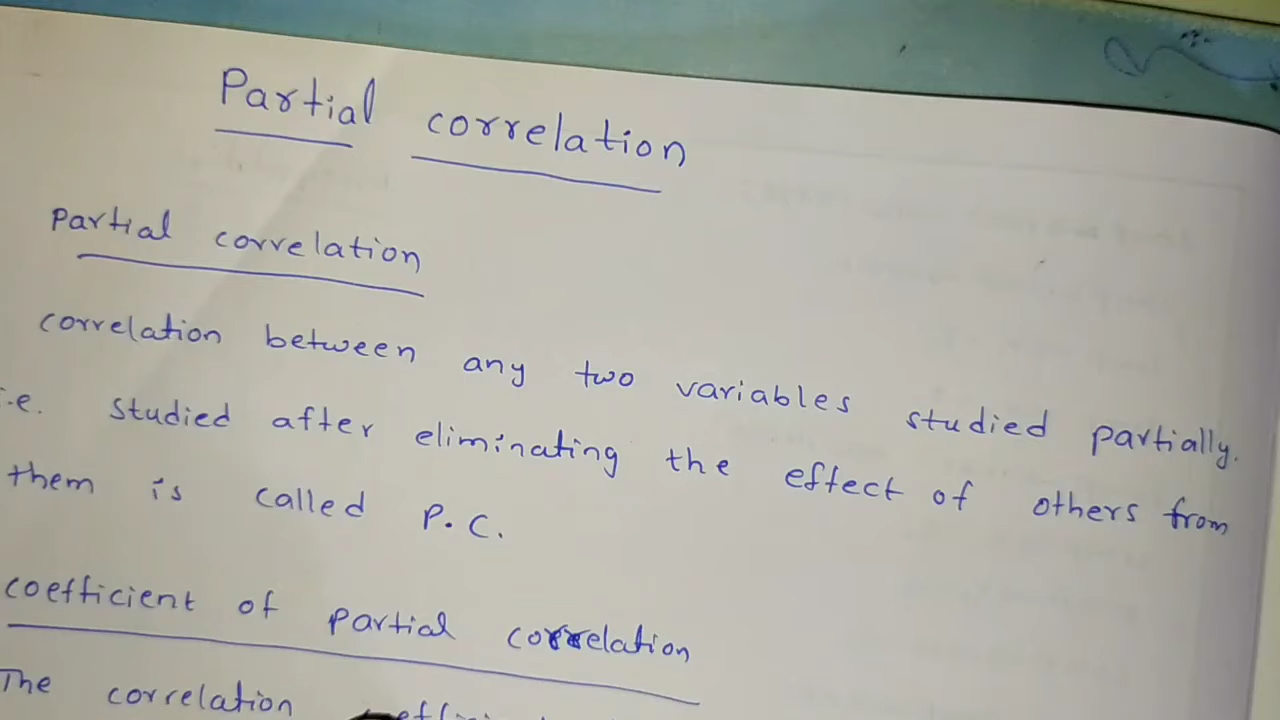 Partial correlation
Partial correlation
correlation between any two variables studied partially.
i.e. studied after eliminating the effect of others from
them is called P.C.
coefficient of partial correlation
The correlation